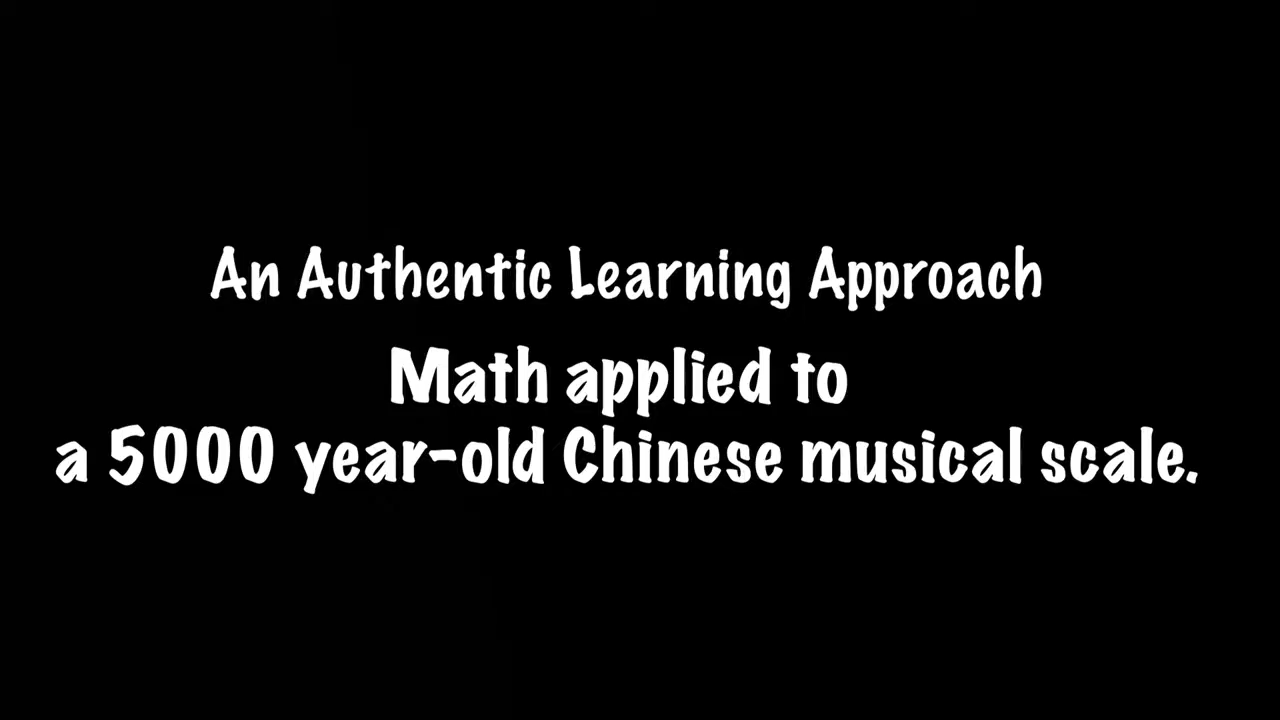 An Authentic Learning Approach
Math applied to
a 5000 year-old Chinese musical scale.